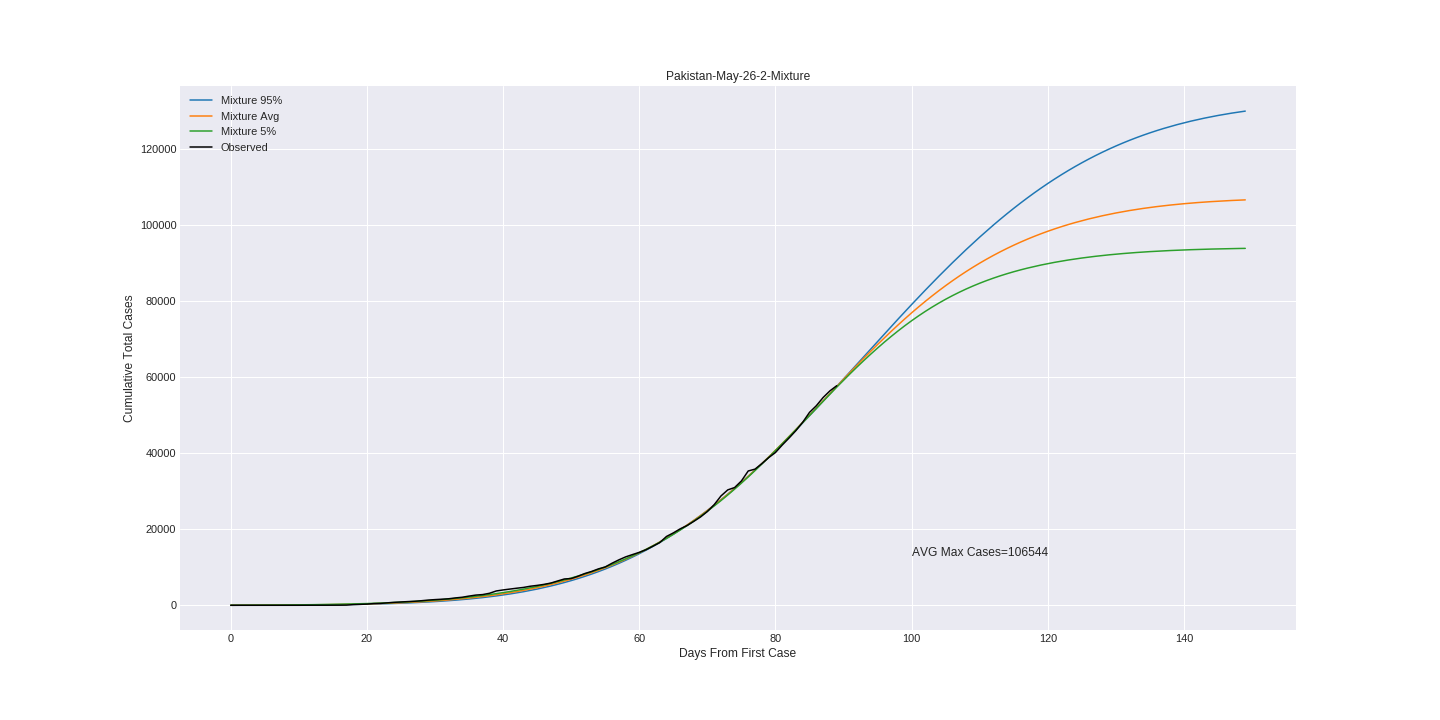 Pakistan-May-26-2-Mixture
Mixture 95%
Mixture Avg
Mixture 5%
Observed
120000
100000
80000
60000
40000
20000
0
Cumulative Total Cases
AVG Max Cases=106544
0 20 40 60 80 100 120 140
Days From First Case